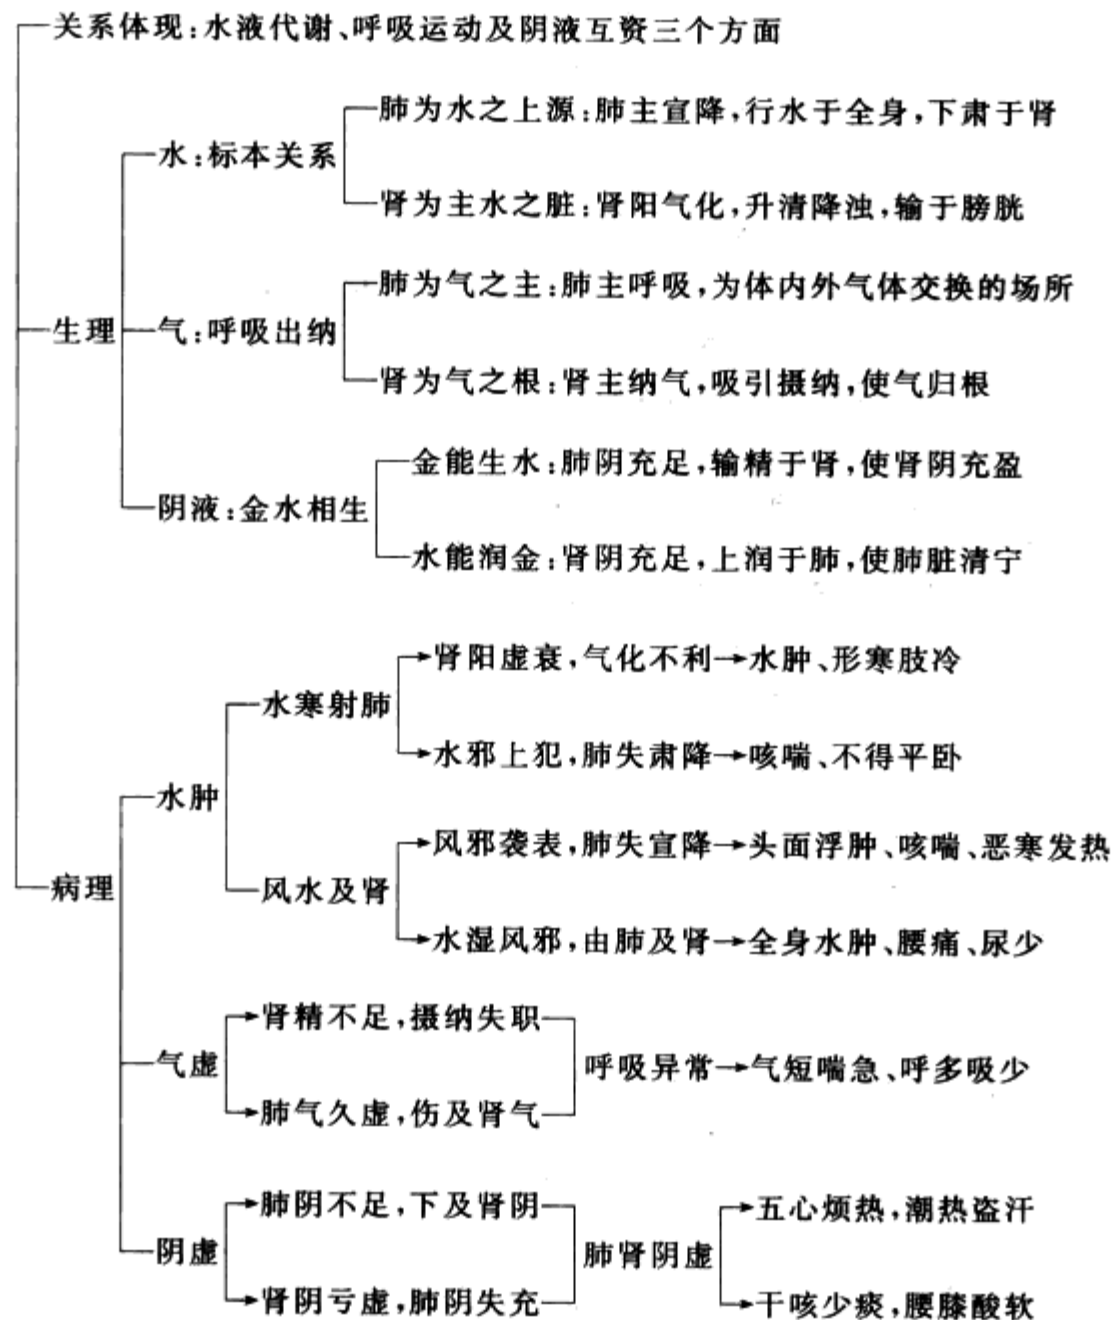 关系体现:水液代谢、呼吸运动及阴液互资三个方面
肺为水之上源:肺主宣降,行水于全身,下肃于肾
水:标本关系
肾为主水之脏:肾阳气化,升清降浊,输于膀胱
肺为气之主:肺主呼吸,为体内外气体交换的场所
生理
气:呼吸出纳
肾为气之根:肾主纳气,吸引摄纳,使气归根
金能生水:肺阴充足,输精于肾,使肾阴充盈
阴液:金水相生
水能润金:肾阴充足,上润于肺,使肺脏清宁
肾阳虚衰,气化不利→水肿、形寒肢冷
水寒射肺
水邪上犯,肺失肃降→咳喘、不得平卧
水肿
风邪袭表,肺失宣降→头面浮肿、咳喘、恶寒发热
病理
风水及肾
水湿风邪,由肺及肾→全身水肿、腰痛、尿少
肾精不足,摄纳失职
气虚
呼吸异常→气短喘急、呼多吸少
肺气久虚,伤及肾气
肺阴不足,下及肾阴
五心烦热,潮热盗汗
阴虚
肺肾阴虚
肾阴亏虚,肺阴失充
干咳少痰,腰膝酸软